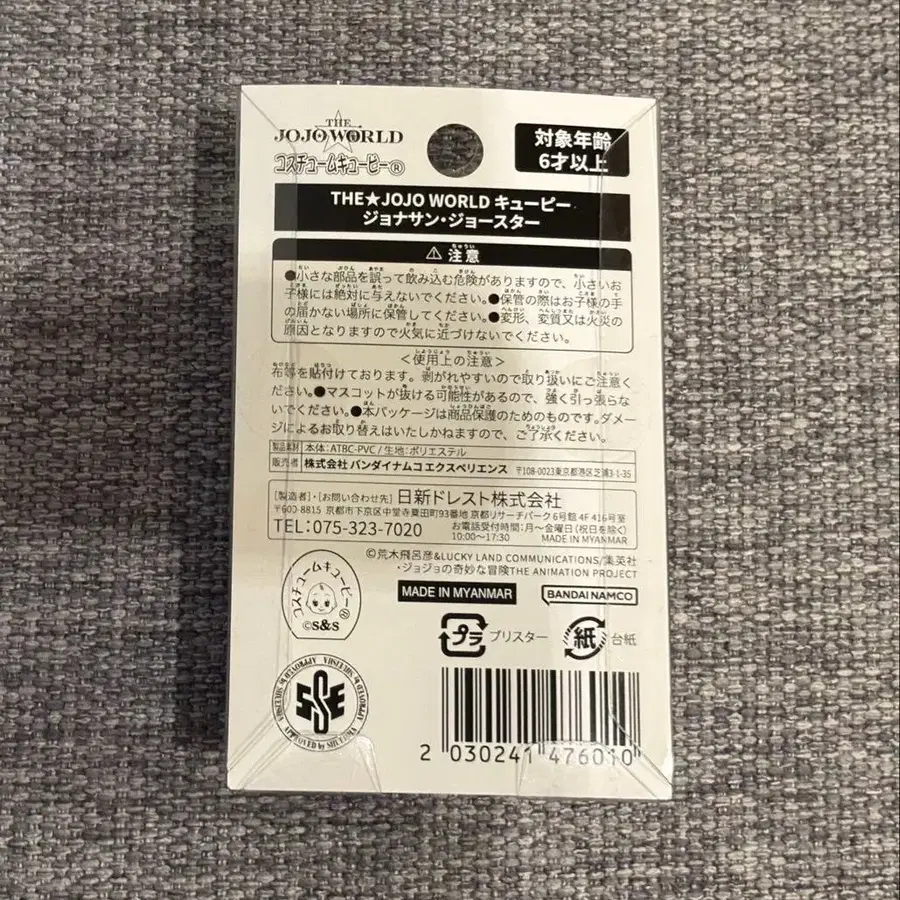 THE
JOJO★WORLD
コスチュームキューピー®
対象年齢
6才以上
THE★JOJO WORLD キューピー
ジョナサン・ジョースター
⚠ 注意
●小さな部品を誤って飲み込む危険がありますので、小さいお
子様には絶対に与えないでください。●保管の際はお子様の手
の届かない場所に保管してください。●変形、変質又は火災の
原因となりますので火気に近づけないでください。
＜使用上の注意＞
布等を貼付けております。剥がれやすいので取り扱いにご注意く
ださい。●マスコットが抜ける可能性があるので、強く引っ張らな
いでください。●本パッケージは商品保護のためのものです。ダメー
ジによるお取り替えはいたしかねますので、ご了承ください。
製品素材 本体:ATBC-PVC / 生地:ポリエステル
販売者 株式会社 バンダイナムコエクスペリエンス 〒108-0023東京都港区芝浦3-1-35
[製造者]・[お問い合わせ先] 日新ドレスト株式会社
〒600-8815 京都市下京区中堂寺粟田町93番地 京都リサーチパーク6号館 4F 416号室
TEL:075-323-7020 お電話受付時間:月〜金曜日(祝日を除く)
10:00〜17:30 MADE IN MYANMAR
©荒木飛呂彦&LUCKY LAND COMMUNICATIONS/集英社
・ジョジョの奇妙な冒険THE ANIMATION PROJECT
コスチュームキューピー®
©S&S
MADE IN MYANMAR
BANDAI NAMCO
プラ ブリスター
紙 台紙
APPROVED by SHUEISHA
SSE
2 030241 476010